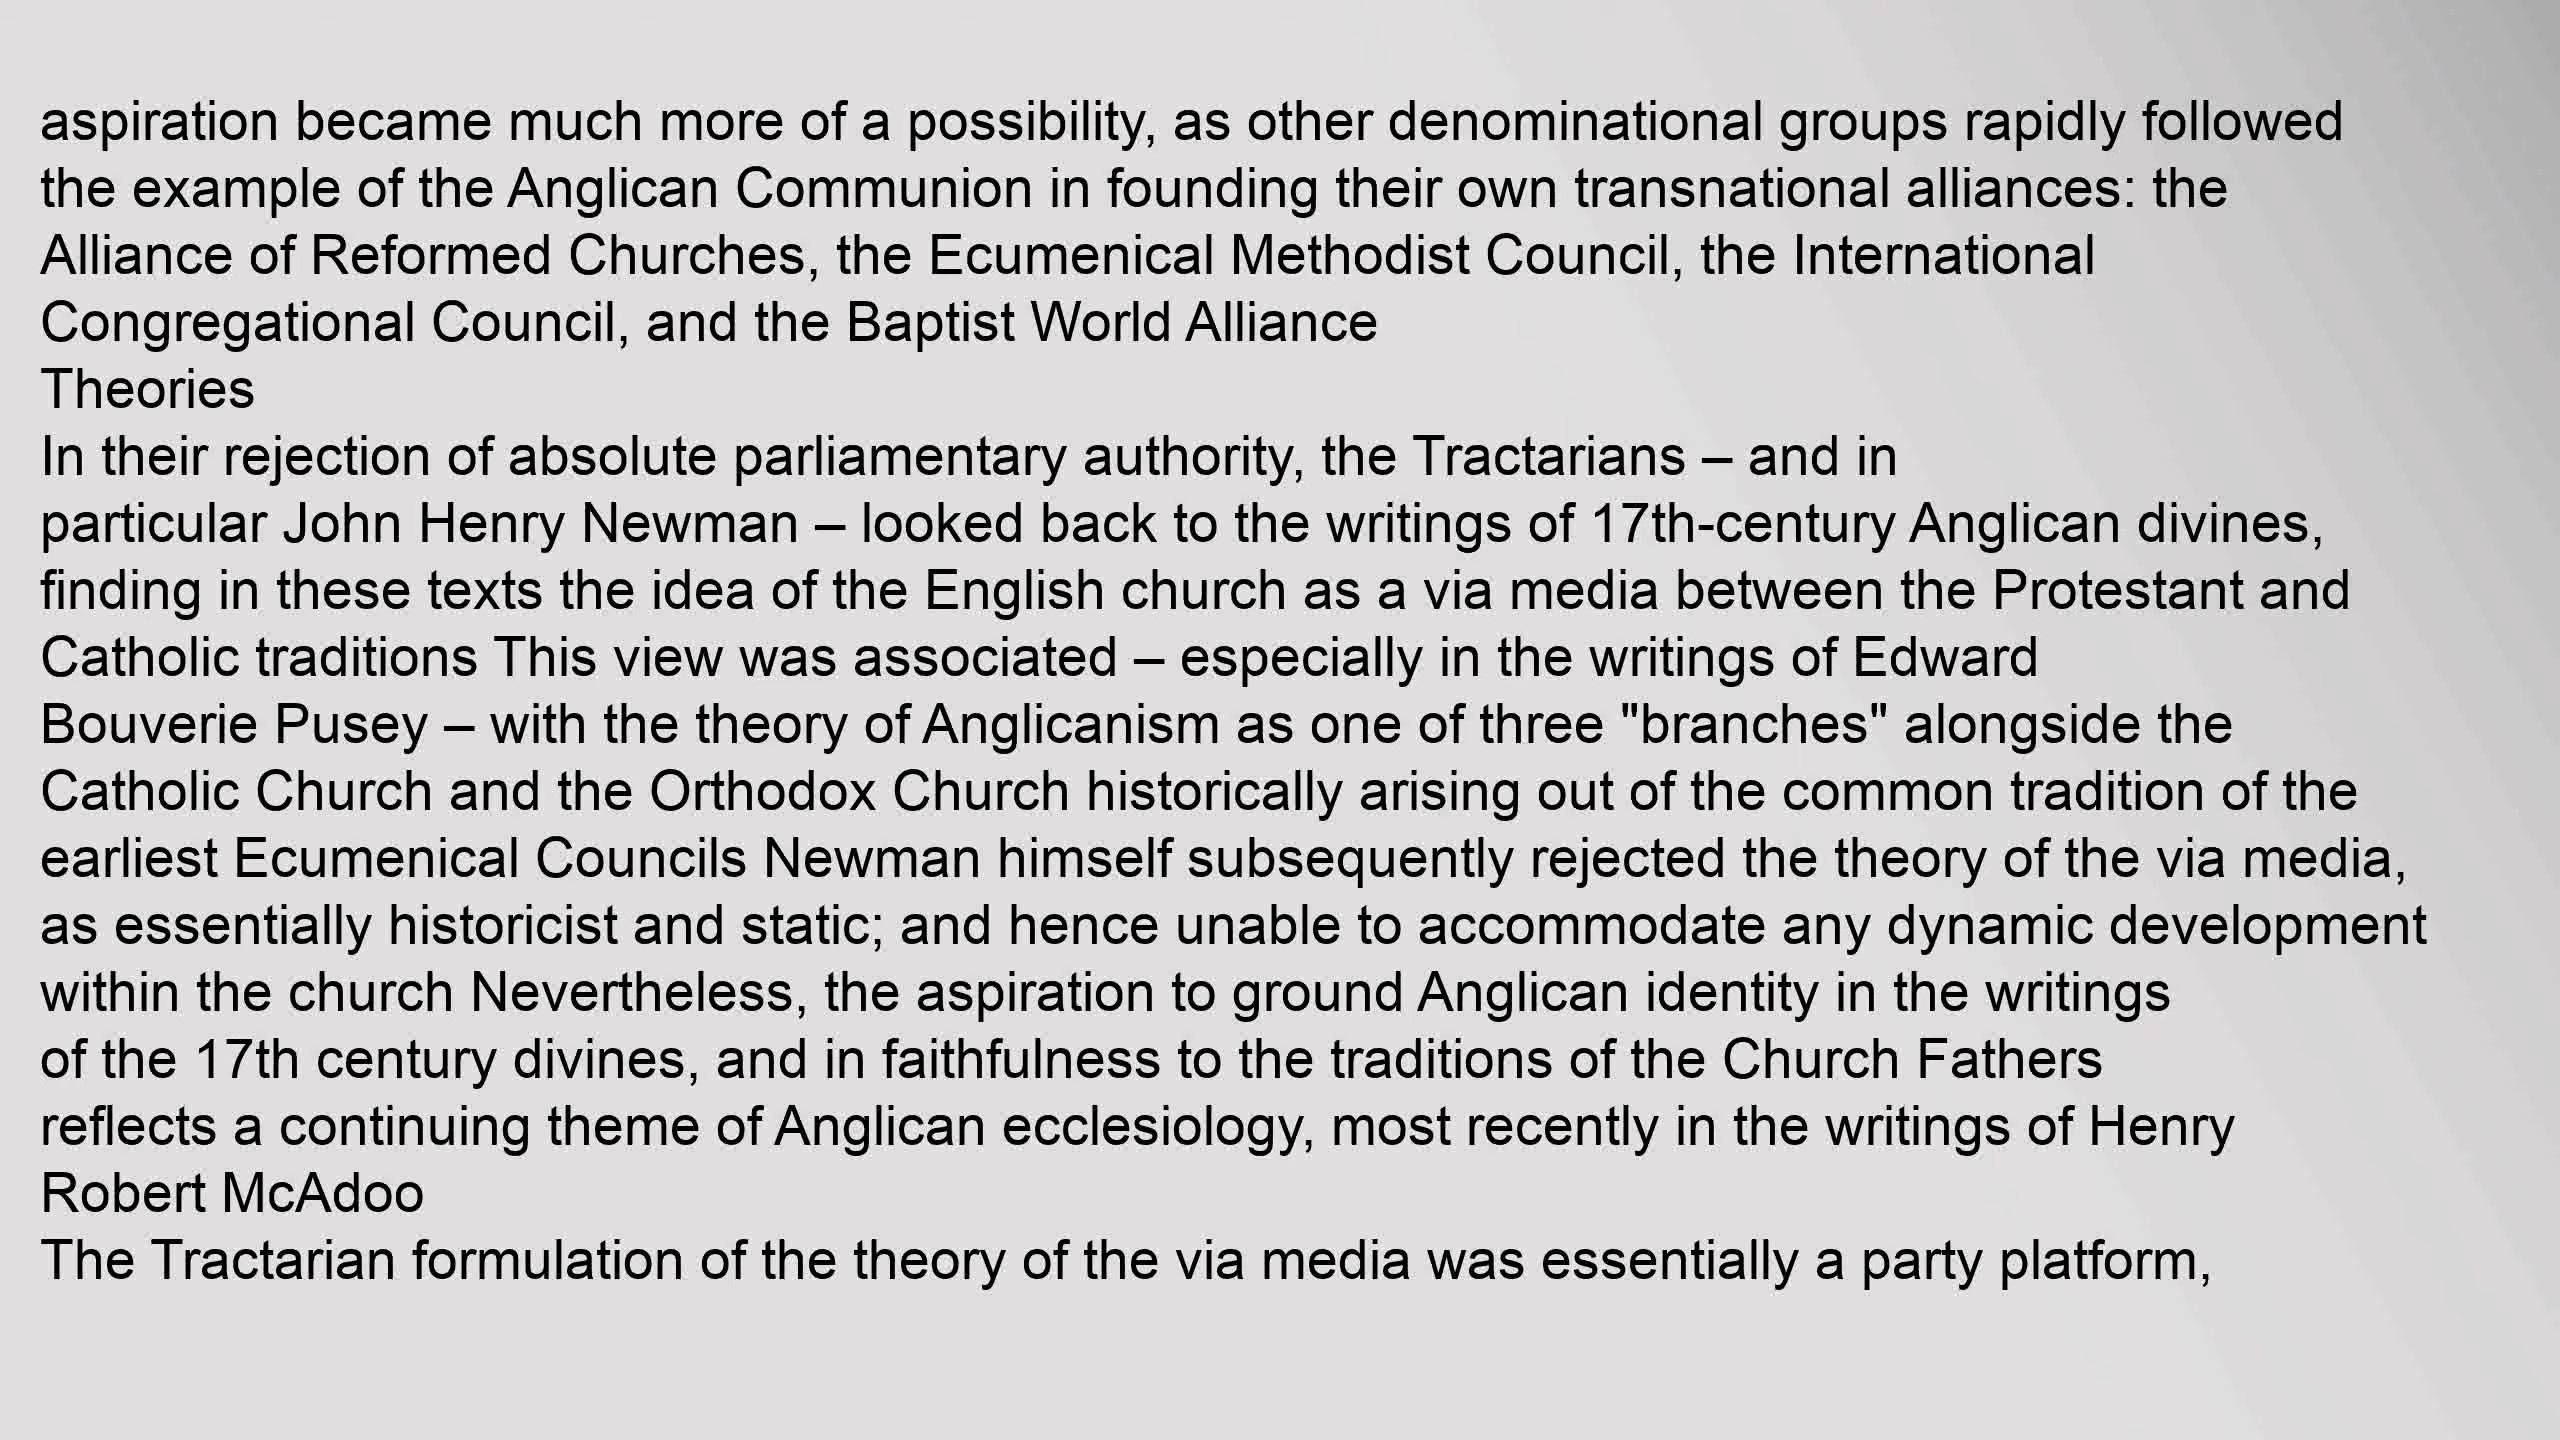 aspiration became much more of a possibility, as other denominational groups rapidly followed
the example of the Anglican Communion in founding their own transnational alliances: the
Alliance of Reformed Churches, the Ecumenical Methodist Council, the International
Congregational Council, and the Baptist World Alliance
Theories
In their rejection of absolute parliamentary authority, the Tractarians – and in
particular John Henry Newman – looked back to the writings of 17th-century Anglican divines,
finding in these texts the idea of the English church as a via media between the Protestant and
Catholic traditions This view was associated – especially in the writings of Edward
Bouverie Pusey – with the theory of Anglicanism as one of three "branches" alongside the
Catholic Church and the Orthodox Church historically arising out of the common tradition of the
earliest Ecumenical Councils Newman himself subsequently rejected the theory of the via media,
as essentially historicist and static; and hence unable to accommodate any dynamic development
within the church Nevertheless, the aspiration to ground Anglican identity in the writings
of the 17th century divines, and in faithfulness to the traditions of the Church Fathers
reflects a continuing theme of Anglican ecclesiology, most recently in the writings of Henry
Robert McAdoo
The Tractarian formulation of the theory of the via media was essentially a party platform,